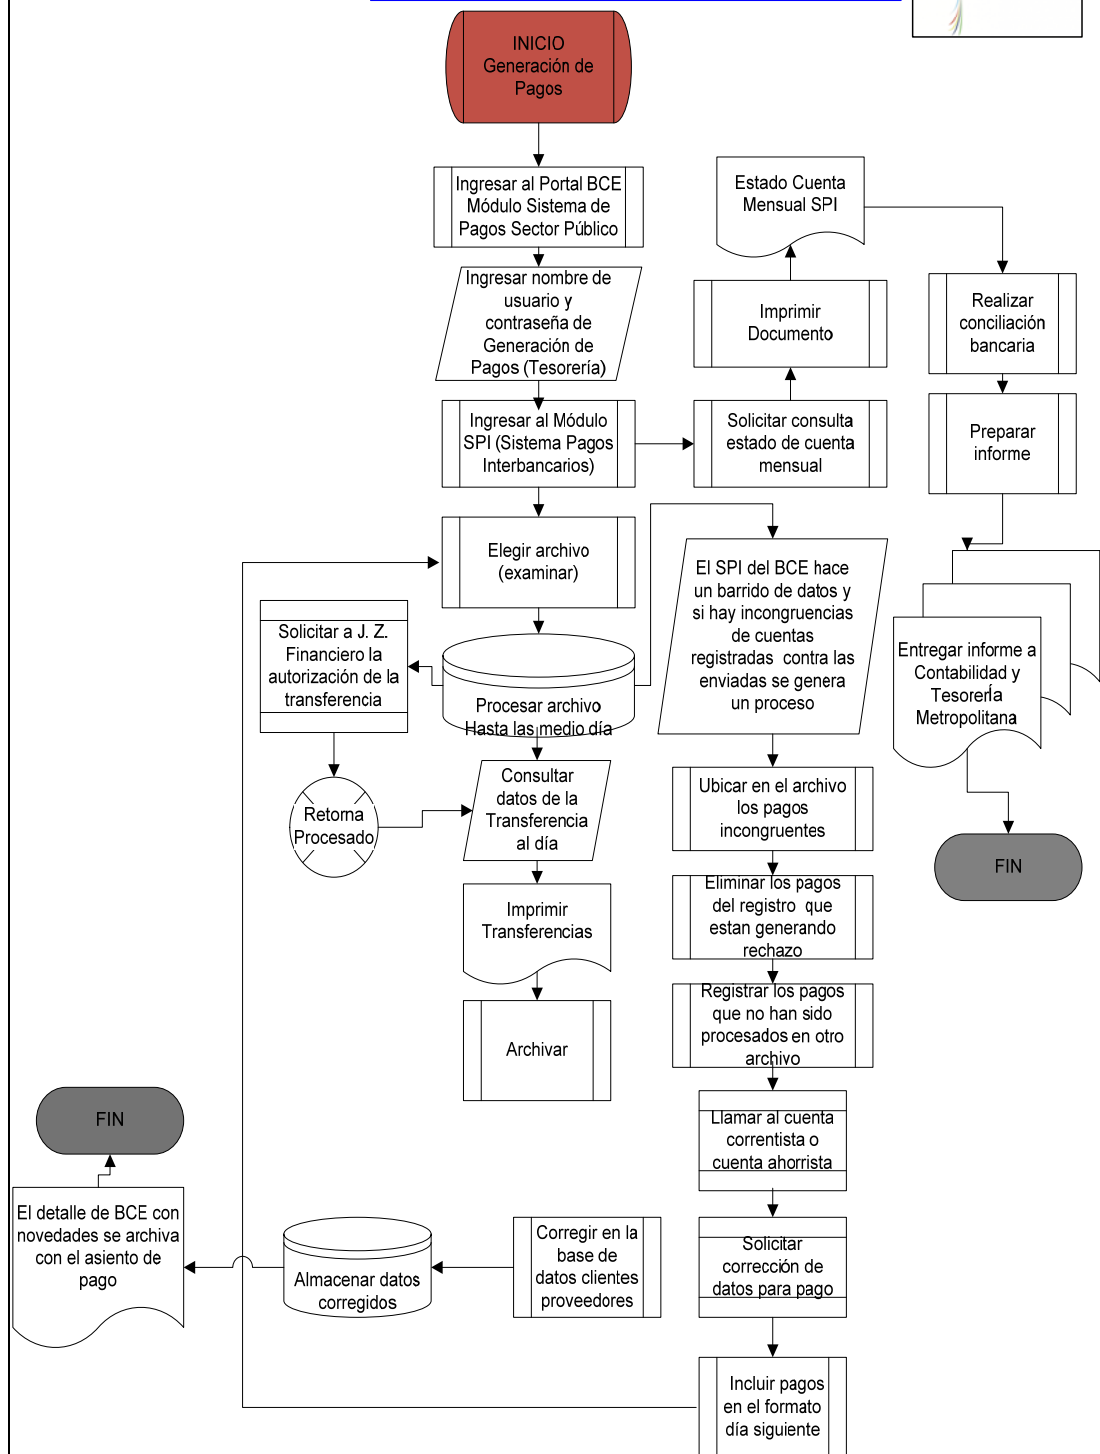 INICIO
Generación de
Pagos
Ingresar al Portal BCE
Módulo Sistema de
Pagos Sector Público
Ingresar nombre de
usuario y
contraseña de
Generación de
Pagos (Tesorería)
Ingresar al Módulo
SPI (Sistema Pagos
Interbancarios)
Solicitar consulta
estado de cuenta
mensual
Imprimir
Documento
Estado Cuenta
Mensual SPI
Realizar
conciliación
bancaria
Preparar
informe
Entregar informe a
Contabilidad y
Tesorería
Metropolitana
FIN
Elegir archivo
(examinar)
Procesar archivo
Hasta las medio día
Solicitar a J. Z.
Financiero la
autorización de la
transferencia
Retorna
Procesado
Consultar
datos de la
Transferencia
al día
Imprimir
Transferencias
Archivar
El SPI del BCE hace
un barrido de datos y
si hay incongruencias
de cuentas
registradas contra las
enviadas se genera
un proceso
Ubicar en el archivo
los pagos
incongruentes
Eliminar los pagos
del registro que
estan generando
rechazo
Registrar los pagos
que no han sido
procesados en otro
archivo
Llamar al cuenta
correntista o
cuenta ahorrista
Solicitar
corrección de
datos para pago
Incluir pagos
en el formato
día siguiente
Corregir en la
base de
datos clientes
proveedores
Almacenar datos
corregidos
El detalle de BCE con
novedades se archiva
con el asiento de
pago
FIN